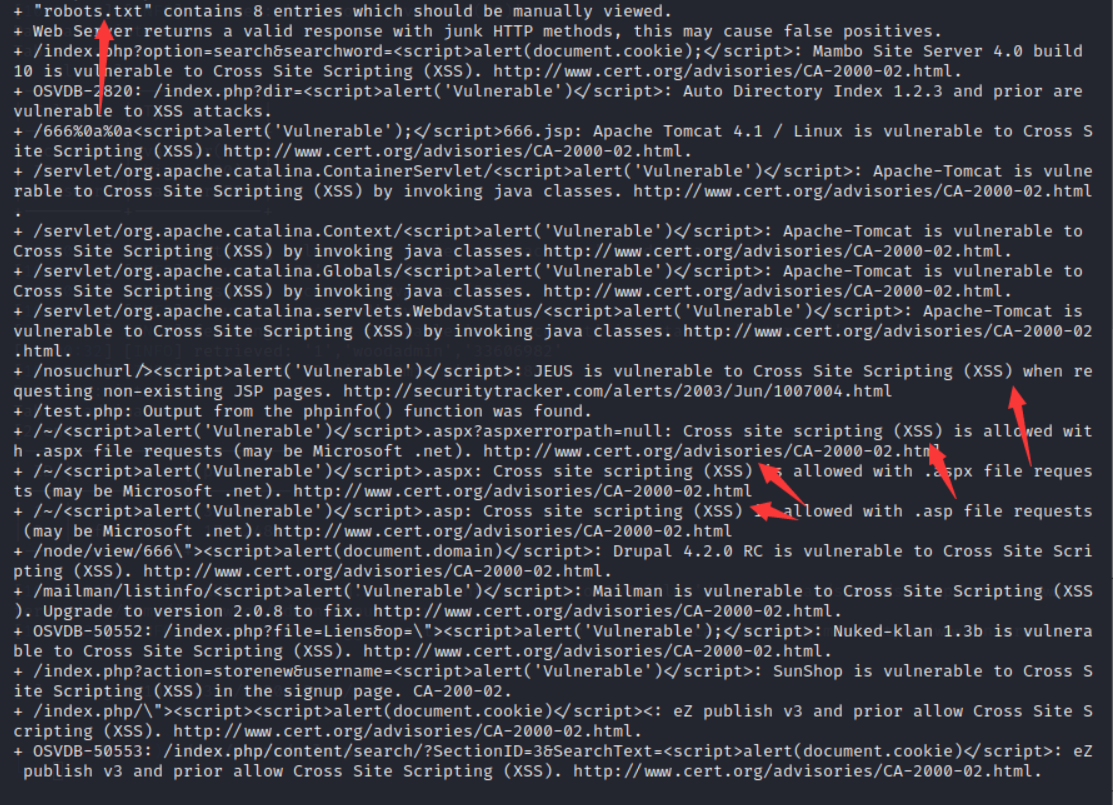 + "robots.txt" contains 8 entries which should be manually viewed.
+ Web Server returns a valid response with junk HTTP methods, this may cause false positives.
+ /index.php?option=search&searchword=<script>alert(document.cookie);</script>: Mambo Site Server 4.0 build
10 is vulnerable to Cross Site Scripting (XSS). http://www.cert.org/advisories/CA-2000-02.html.
+ OSVDB-2820: /index.php?dir=<script>alert('Vulnerable')</script>: Auto Directory Index 1.2.3 and prior are
vulnerable to XSS attacks.
+ /666%0a%0a<script>alert('Vulnerable');</script>666.jsp: Apache Tomcat 4.1 / Linux is vulnerable to Cross S
ite Scripting (XSS). http://www.cert.org/advisories/CA-2000-02.html.
+ /servlet/org.apache.catalina.ContainerServlet/<script>alert('Vulnerable')</script>: Apache-Tomcat is vulne
rable to Cross Site Scripting (XSS) by invoking java classes. http://www.cert.org/advisories/CA-2000-02.html
.
+ /servlet/org.apache.catalina.Context/<script>alert('Vulnerable')</script>: Apache-Tomcat is vulnerable to
Cross Site Scripting (XSS) by invoking java classes. http://www.cert.org/advisories/CA-2000-02.html.
+ /servlet/org.apache.catalina.Globals/<script>alert('Vulnerable')</script>: Apache-Tomcat is vulnerable to
Cross Site Scripting (XSS) by invoking java classes. http://www.cert.org/advisories/CA-2000-02.html.
+ /servlet/org.apache.catalina.servlets.WebdavStatus/<script>alert('Vulnerable')</script>: Apache-Tomcat is
vulnerable to Cross Site Scripting (XSS) by invoking java classes. http://www.cert.org/advisories/CA-2000-02
.html.
+ /nosuchurl/><script>alert('Vulnerable')</script>: JEUS is vulnerable to Cross Site Scripting (XSS) when re
questing non-existing JSP pages. http://securitytracker.com/alerts/2003/Jun/1007004.html
+ /test.php: Output from the phpinfo() function was found.
+ /~/<script>alert('Vulnerable')</script>.aspx?aspxerrorpath=null: Cross site scripting (XSS) is allowed wit
h .aspx file requests (may be Microsoft .net). http://www.cert.org/advisories/CA-2000-02.html
+ /~/<script>alert('Vulnerable')</script>.aspx: Cross site scripting (XSS) is allowed with .aspx file reques
ts (may be Microsoft .net). http://www.cert.org/advisories/CA-2000-02.html
+ /~/<script>alert('Vulnerable')</script>.asp: Cross site scripting (XSS) is allowed with .asp file requests
(may be Microsoft .net). http://www.cert.org/advisories/CA-2000-02.html
+ /node/view/666\"><script>alert(document.domain)</script>: Drupal 4.2.0 RC is vulnerable to Cross Site Scri
pting (XSS). http://www.cert.org/advisories/CA-2000-02.html.
+ /mailman/listinfo/<script>alert('Vulnerable')</script>: Mailman is vulnerable to Cross Site Scripting (XSS
). Upgrade to version 2.0.8 to fix. http://www.cert.org/advisories/CA-2000-02.html.
+ OSVDB-50552: /index.php?file=Liens&op=\"><script>alert('Vulnerable');</script>: Nuked-klan 1.3b is vulnera
ble to Cross Site Scripting (XSS). http://www.cert.org/advisories/CA-2000-02.html.
+ /index.php?action=storenew&username=<script>alert('Vulnerable')</script>: SunShop is vulnerable to Cross S
ite Scripting (XSS) in the signup page. CA-200-02.
+ /index.php/\"><script><script>alert(document.cookie)</script><: eZ publish v3 and prior allow Cross Site S
cripting (XSS). http://www.cert.org/advisories/CA-2000-02.html.
+ OSVDB-50553: /index.php/content/search/?SectionID=3&SearchText=<script>alert(document.cookie)</script>: eZ
publish v3 and prior allow Cross Site Scripting (XSS). http://www.cert.org/advisories/CA-2000-02.html.